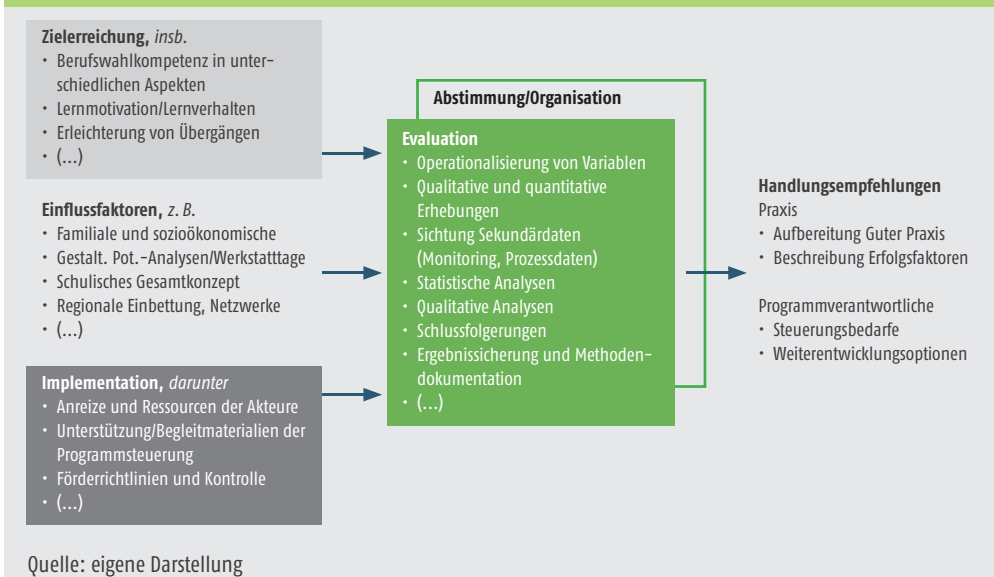 Zielerreichung, insb.
• Berufswahlkompetenz in unter-
schiedlichen Aspekten
• Lernmotivation/Lernverhalten
• Erleichterung von Übergängen
• (...)
Einflussfaktoren, z. B.
• Familiale und sozioökonomische
• Gestalt. Pot.-Analysen/Werkstatttage
• Schulisches Gesamtkonzept
• Regionale Einbettung, Netzwerke
• (...)
Implementation, darunter
• Anreize und Ressourcen der Akteure
• Unterstützung/Begleitmaterialien der
Programmsteuerung
• Förderrichtlinien und Kontrolle
• (...)
Abstimmung/Organisation
Evaluation
• Operationalisierung von Variablen
• Qualitative und quantitative
Erhebungen
• Sichtung Sekundärdaten
(Monitoring, Prozessdaten)
• Statistische Analysen
• Qualitative Analysen
• Schlussfolgerungen
• Ergebnissicherung und Methoden-
dokumentation
• (...)
Handlungsempfehlungen
Praxis
• Aufbereitung Guter Praxis
• Beschreibung Erfolgsfaktoren
Programmverantwortliche
• Steuerungsbedarfe
• Weiterentwicklungsoptionen
Quelle: eigene Darstellung